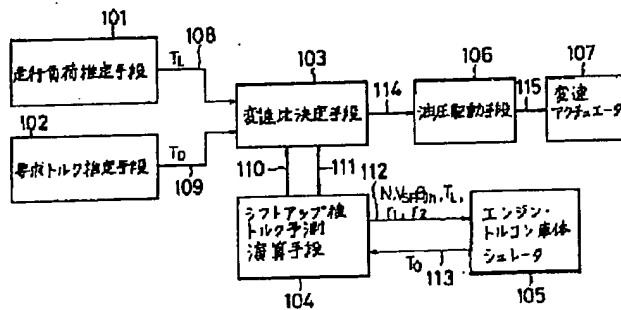 101
走行負荷推定手段
TL
108
102
要求トルク推定手段
TD
109
103
変速比決定手段
114
106
油圧駆動手段
115
107
変速
アクチュエータ
110
111
112
シフトアップ後
トルク予測
演算手段
104
N,VSP,θm,TL,
r1,r2
TO
113
エンジン・
トルコン車体
シュレータ
105